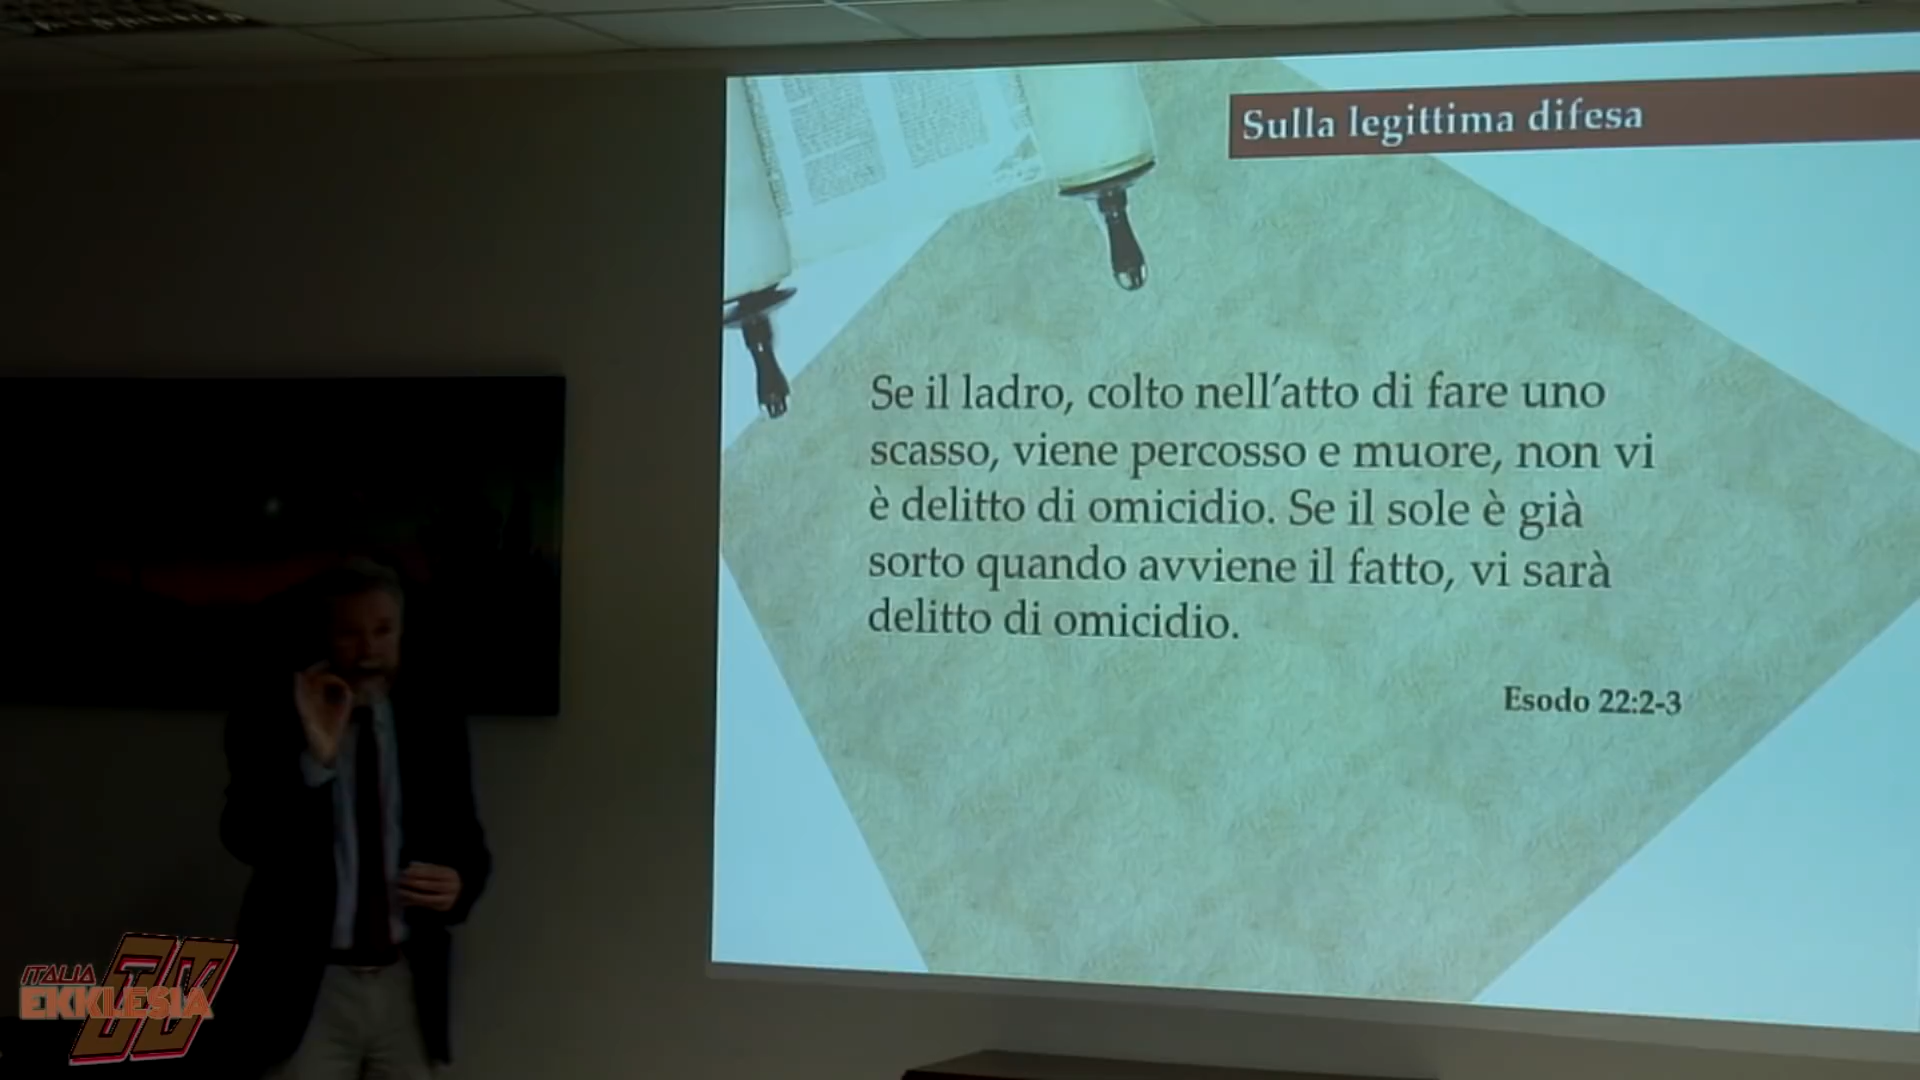 Sulla legittima difesa
Se il ladro, colto nell’atto di fare uno
scasso, viene percosso e muore, non vi
è delitto di omicidio. Se il sole è già
sorto quando avviene il fatto, vi sarà
delitto di omicidio.
Esodo 22:2-3
ITALIA
EKKLESIA
TV